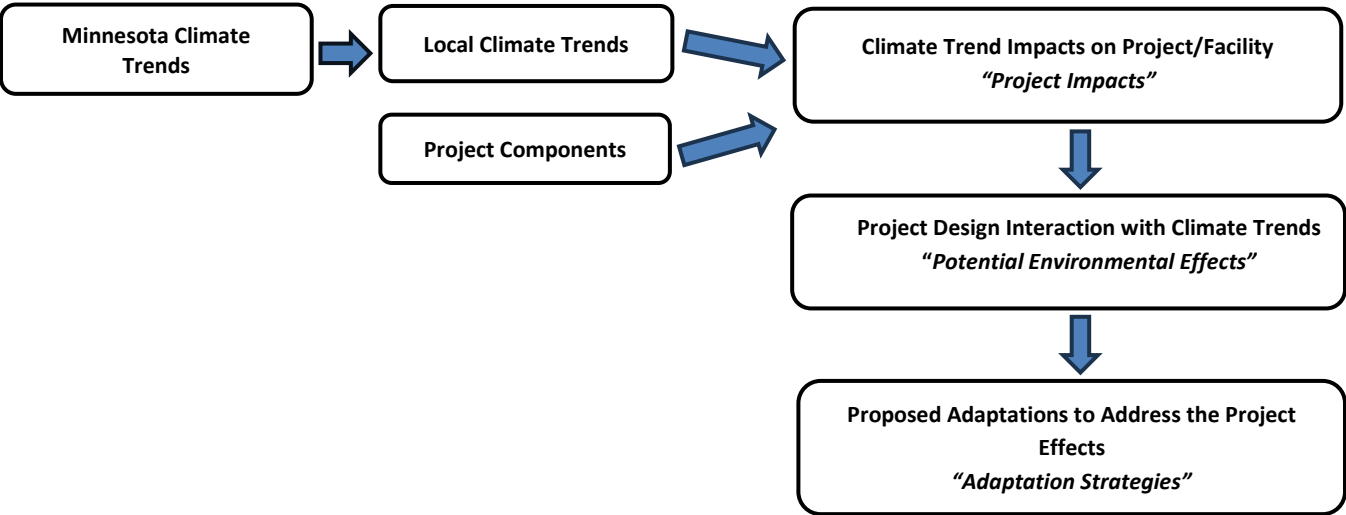 Minnesota Climate
Trends
Local Climate Trends
Project Components
Climate Trend Impacts on Project/Facility
“Project Impacts”
Project Design Interaction with Climate Trends
“Potential Environmental Effects”
Proposed Adaptations to Address the Project
Effects
“Adaptation Strategies”